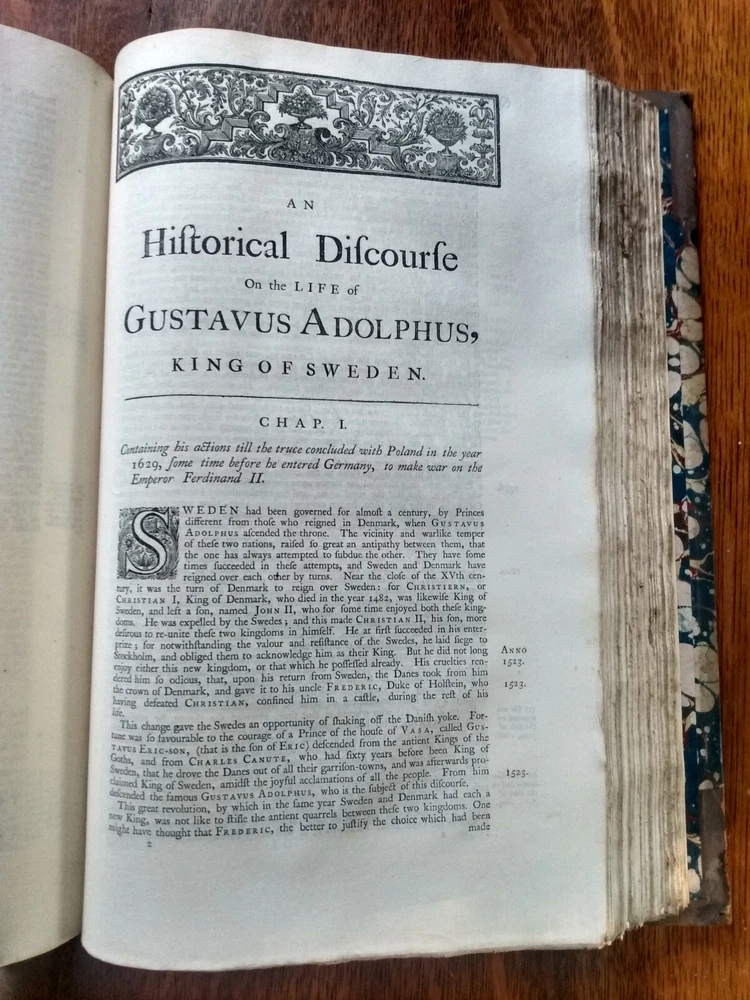 AN
Hiſtorical Diſcourſe
On the LIFE of
GUSTAVUS ADOLPHUS,
KING OF SWEDEN.
CHAP. I.
Containing his actions till the truce concluded with Poland in the year
1629, ſome time before he entered Germany, to make war on the
Emperor Ferdinand II.
SWEDEN had been governed for almoſt a century, by Princes
different from thoſe who reigned in Denmark, when GUSTAVUS
ADOLPHUS aſcended the throne. The vicinity and warlike temper
of theſe two nations, raiſed ſo great an antipathy between them, that
the one has always attempted to ſubdue the other. They have ſome
times ſucceeded in theſe attempts, and Sweden and Denmark have
reigned over each other by turns. Near the cloſe of the XVth cen-
tury, it was the turn of Denmark to reign over Sweden: for CHRISTIERN, or
CHRISTIAN I, King of Denmark, who died in the year 1482, was likewiſe King of
Sweden, and left a ſon, named JOHN II, who for ſome time enjoyed both theſe king-
doms. He was expelled by the Swedes; and this made CHRISTIAN II, his ſon, more
deſirous to re-unite theſe two kingdoms in himſelf. He at firſt ſucceeded in his enter-
prize; for notwithſtanding the valour and reſiſtance of the Swedes, he laid ſiege to
Stockholm, and obliged them to acknowledge him as their King. But he did not long ANNO
enjoy either this new kingdom, or that he poſſeſſed already. His cruelties ren- 1523.
dered him ſo odious, that, upon his return from Sweden, the Danes took from him
the crown of Denmark, and gave it to his uncle FREDERIC, Duke of Holſtein, who 1523.
having defeated CHRISTIAN, confined him in a caſtle, during the reſt of his
life.
This change gave the Swedes an opportunity of ſhaking off the Daniſh yoke. For-
tune was ſo favourable to the courage of a Prince of the houſe of VASA, called GUS-
TAVUS ERIC-SON, (that is the ſon of ERIC) deſcended from the antient Kings of the
Goths, and from CHARLES CANUTE, who had ſixty years before been King of
Sweden, that he drove the Danes out of all their garriſon-towns, and was afterwards pro-
claimed King of Sweden, amidſt the joyful acclamations of all the people. From him 1523.
deſcended the famous GUSTAVUS ADOLPHUS, who is the ſubject of this diſcourſe.
This great revolution, by which in the ſame year Sweden and Denmark had each a
new King, was not like to ſtifle the antient quarrels between theſe two kingdoms. One
might have thought that FREDERIC, the better to juſtify the choice which had been
2 made